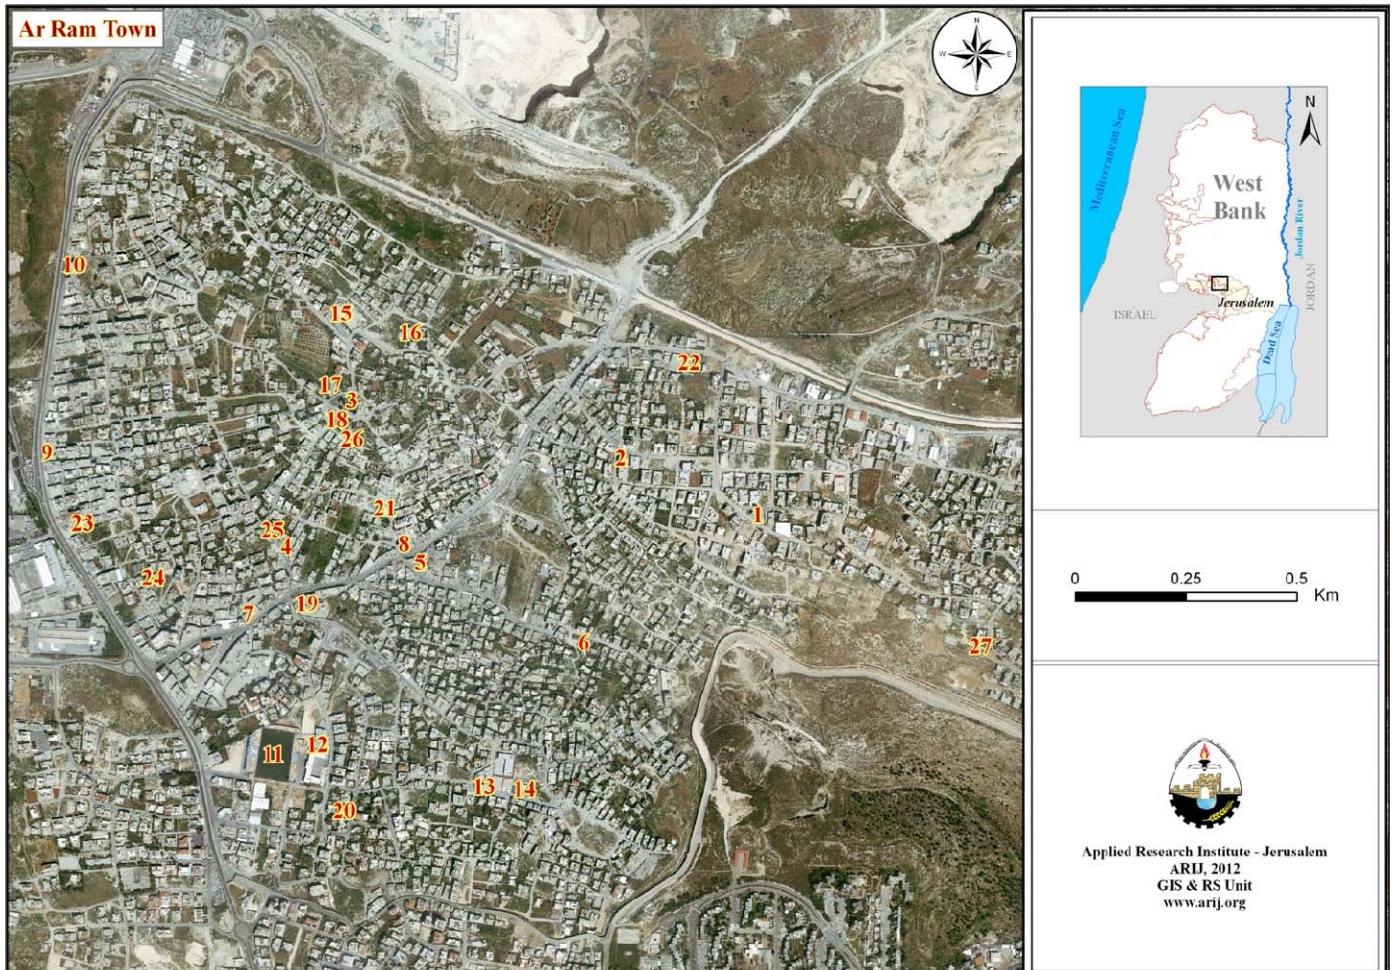 Ar Ram Town
N
W
E
S
10
15
16
22
17
3
18
26
9
2
21
1
23
25
4
8
5
24
7
19
6
27
11
12
13
14
20
N
Mediterranean Sea
West
Bank
Jordan River
JORDAN
Jerusalem
ISRAEL
Dead Sea
0
0.25
0.5
Km
Applied Research Institute - Jerusalem
ARIJ, 2012
GIS & RS Unit
www.arij.org